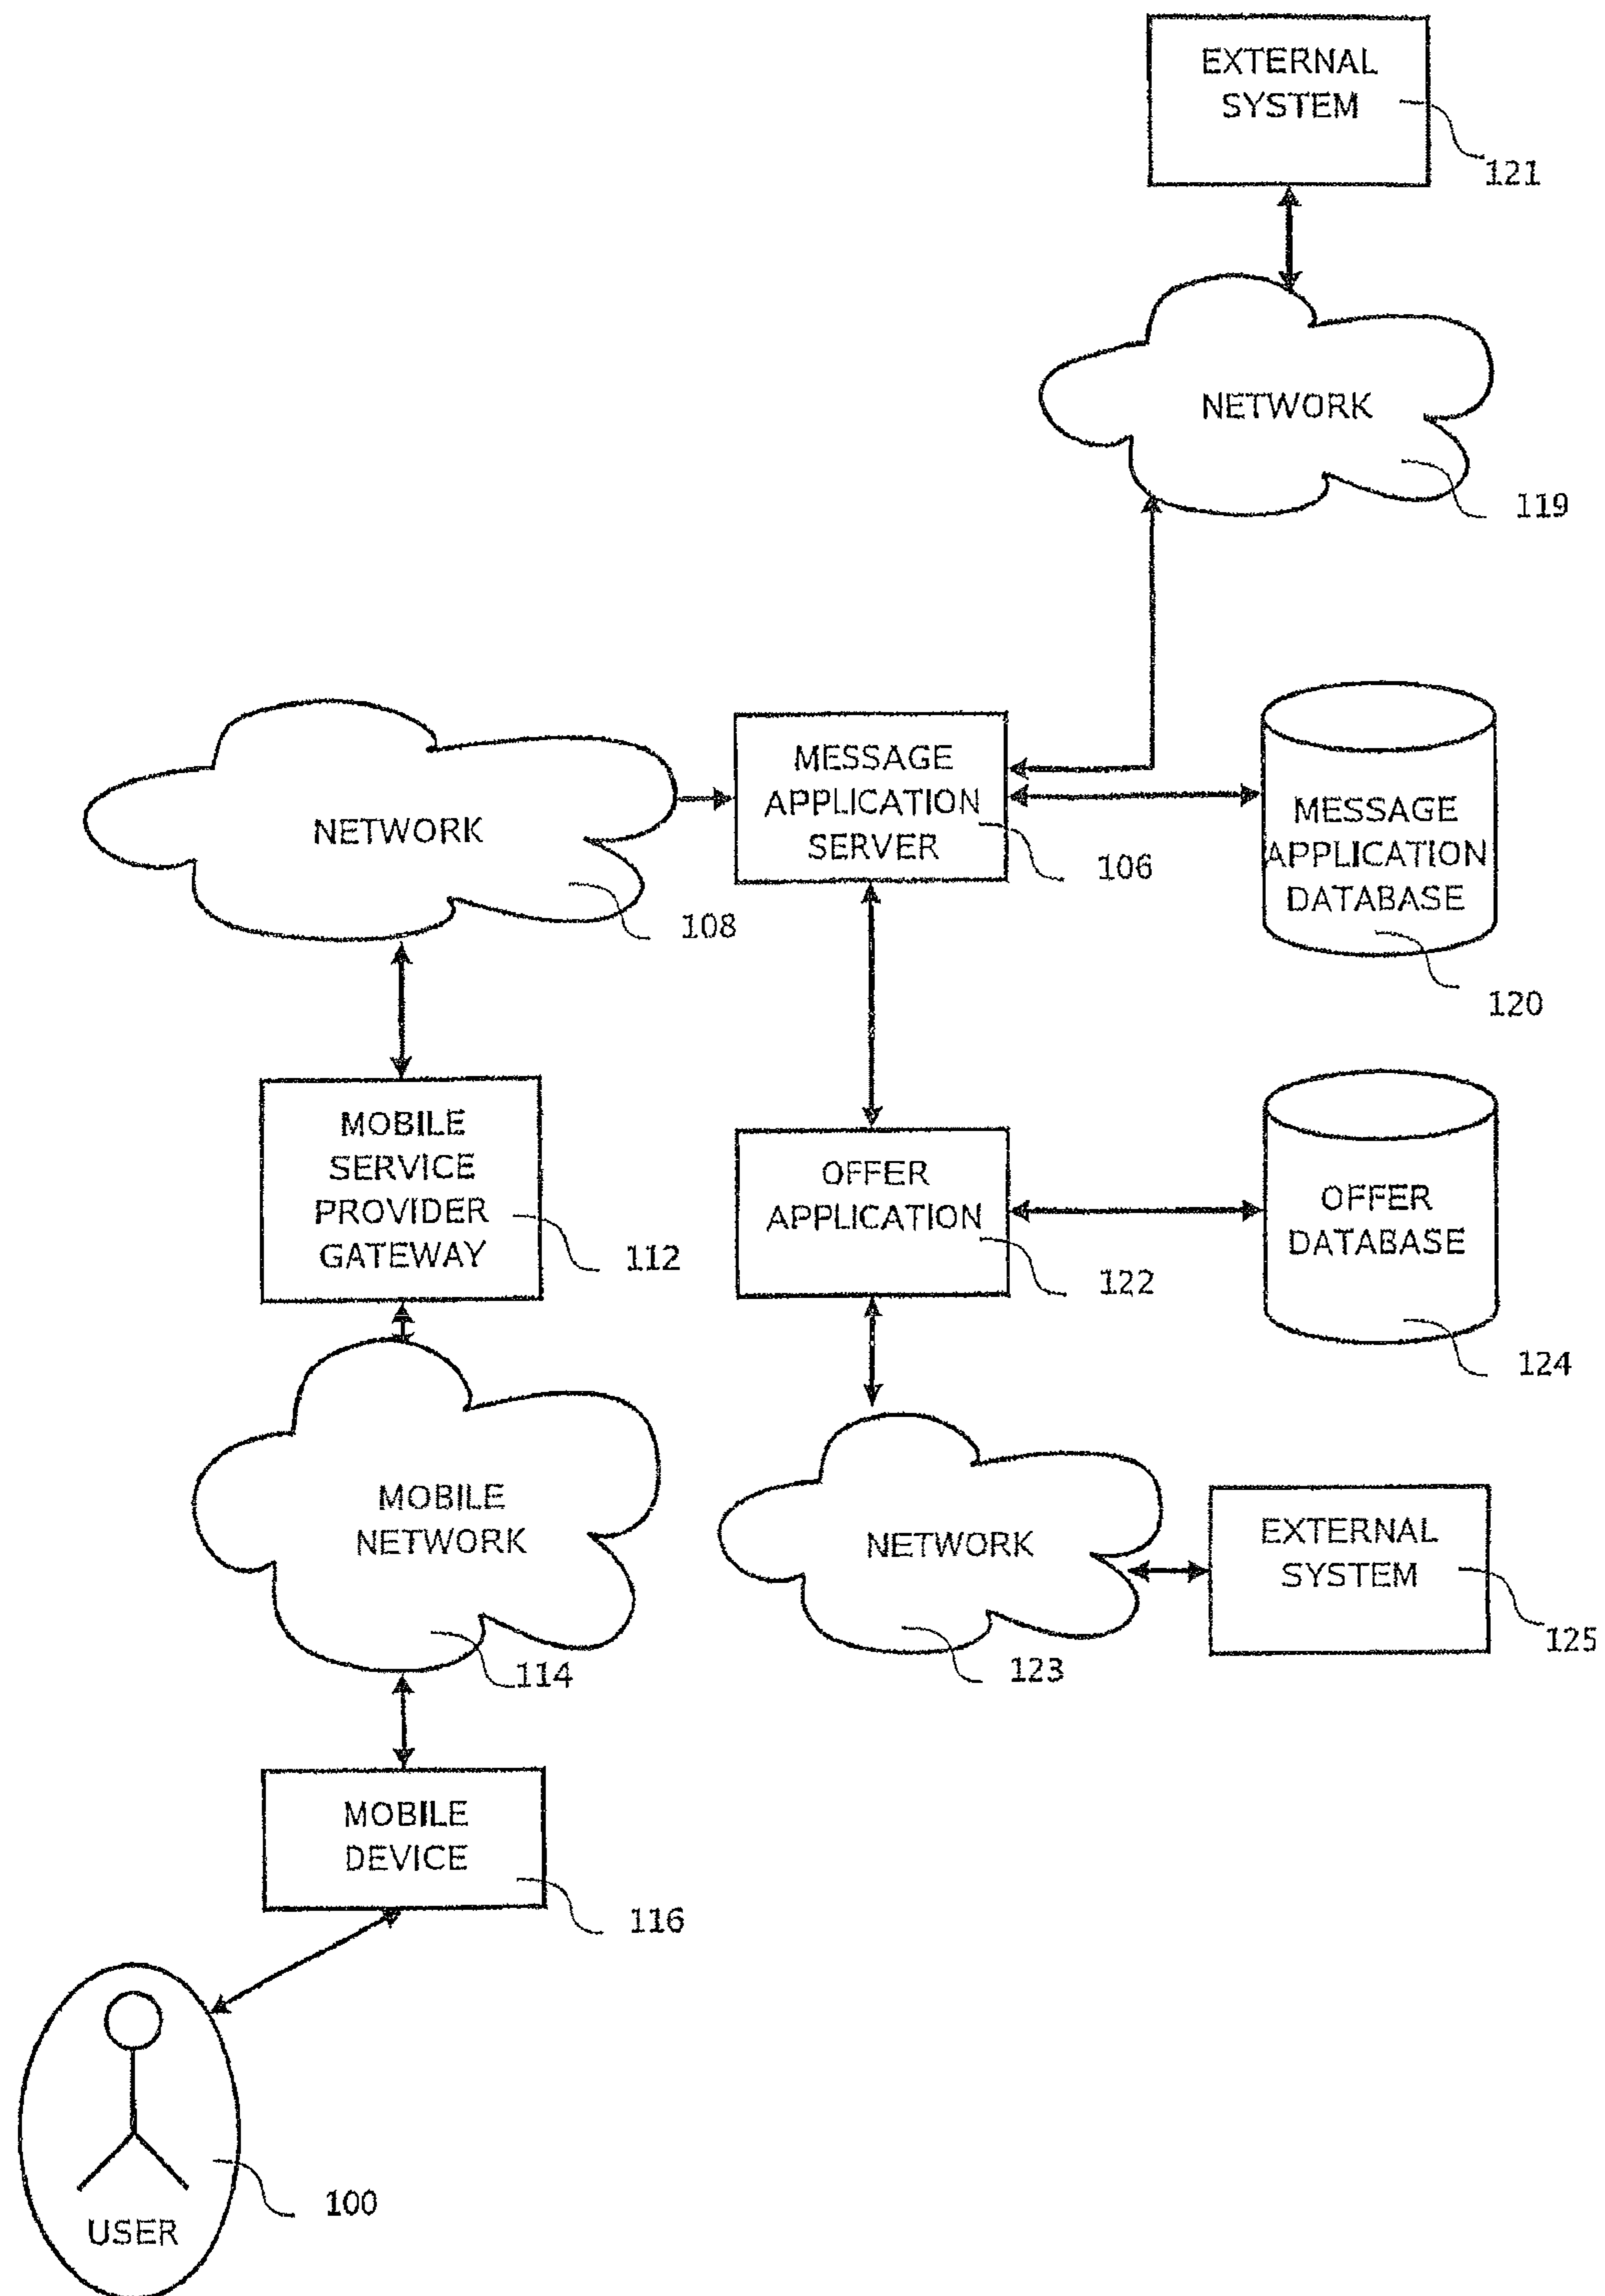 EXTERNAL
SYSTEM
121
NETWORK
119
NETWORK
108
MESSAGE
APPLICATION
SERVER
106
MESSAGE
APPLICATION
DATABASE
120
MOBILE
SERVICE
PROVIDER
GATEWAY
112
OFFER
APPLICATION
122
OFFER
DATABASE
124
MOBILE
NETWORK
114
NETWORK
123
EXTERNAL
SYSTEM
125
MOBILE
DEVICE
116
100
USER